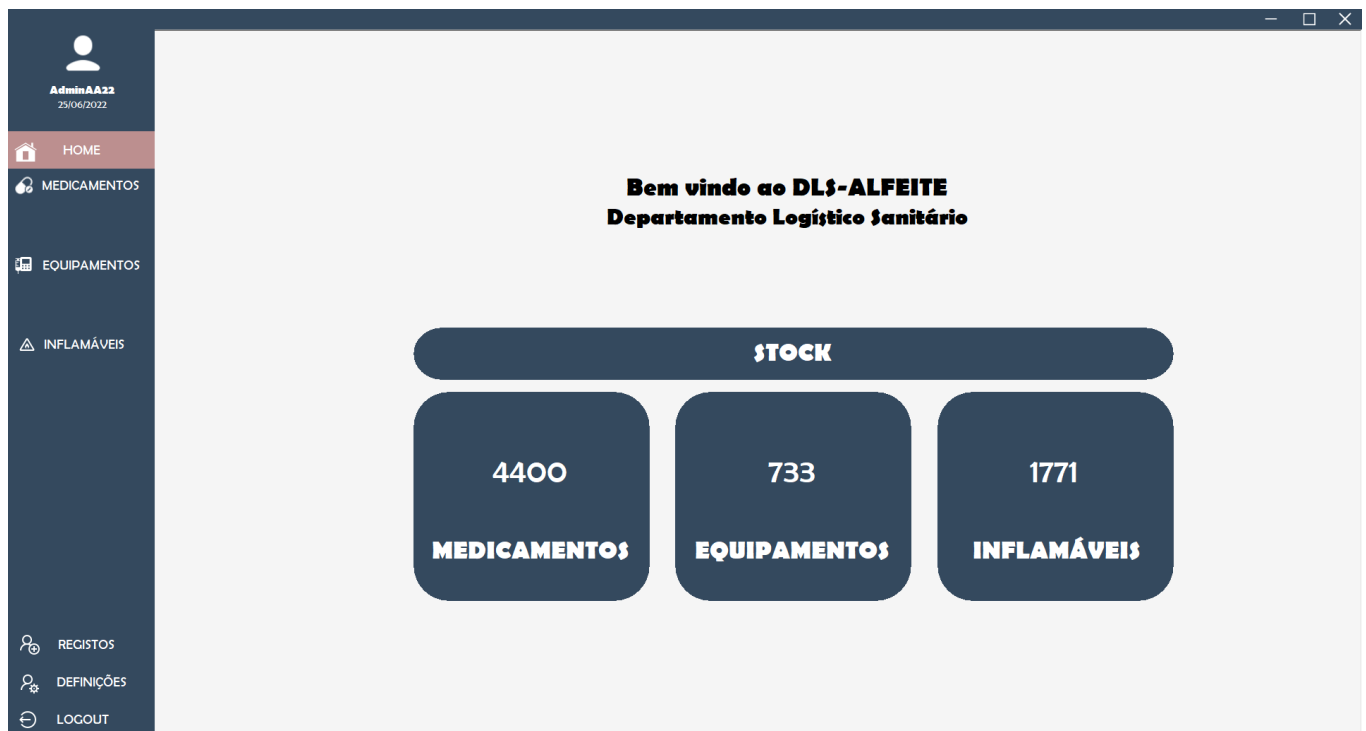 AdminAA22
25/06/2022
HOME
MEDICAMENTOS
EQUIPAMENTOS
INFLAMÁVEIS
REGISTOS
DEFINIÇÕES
LOGOUT
Bem vindo ao DLS-ALFEITE
Departamento Logístico Sanitário
STOCK
4400
MEDICAMENTOS
733
EQUIPAMENTOS
1771
INFLAMÁVEIS